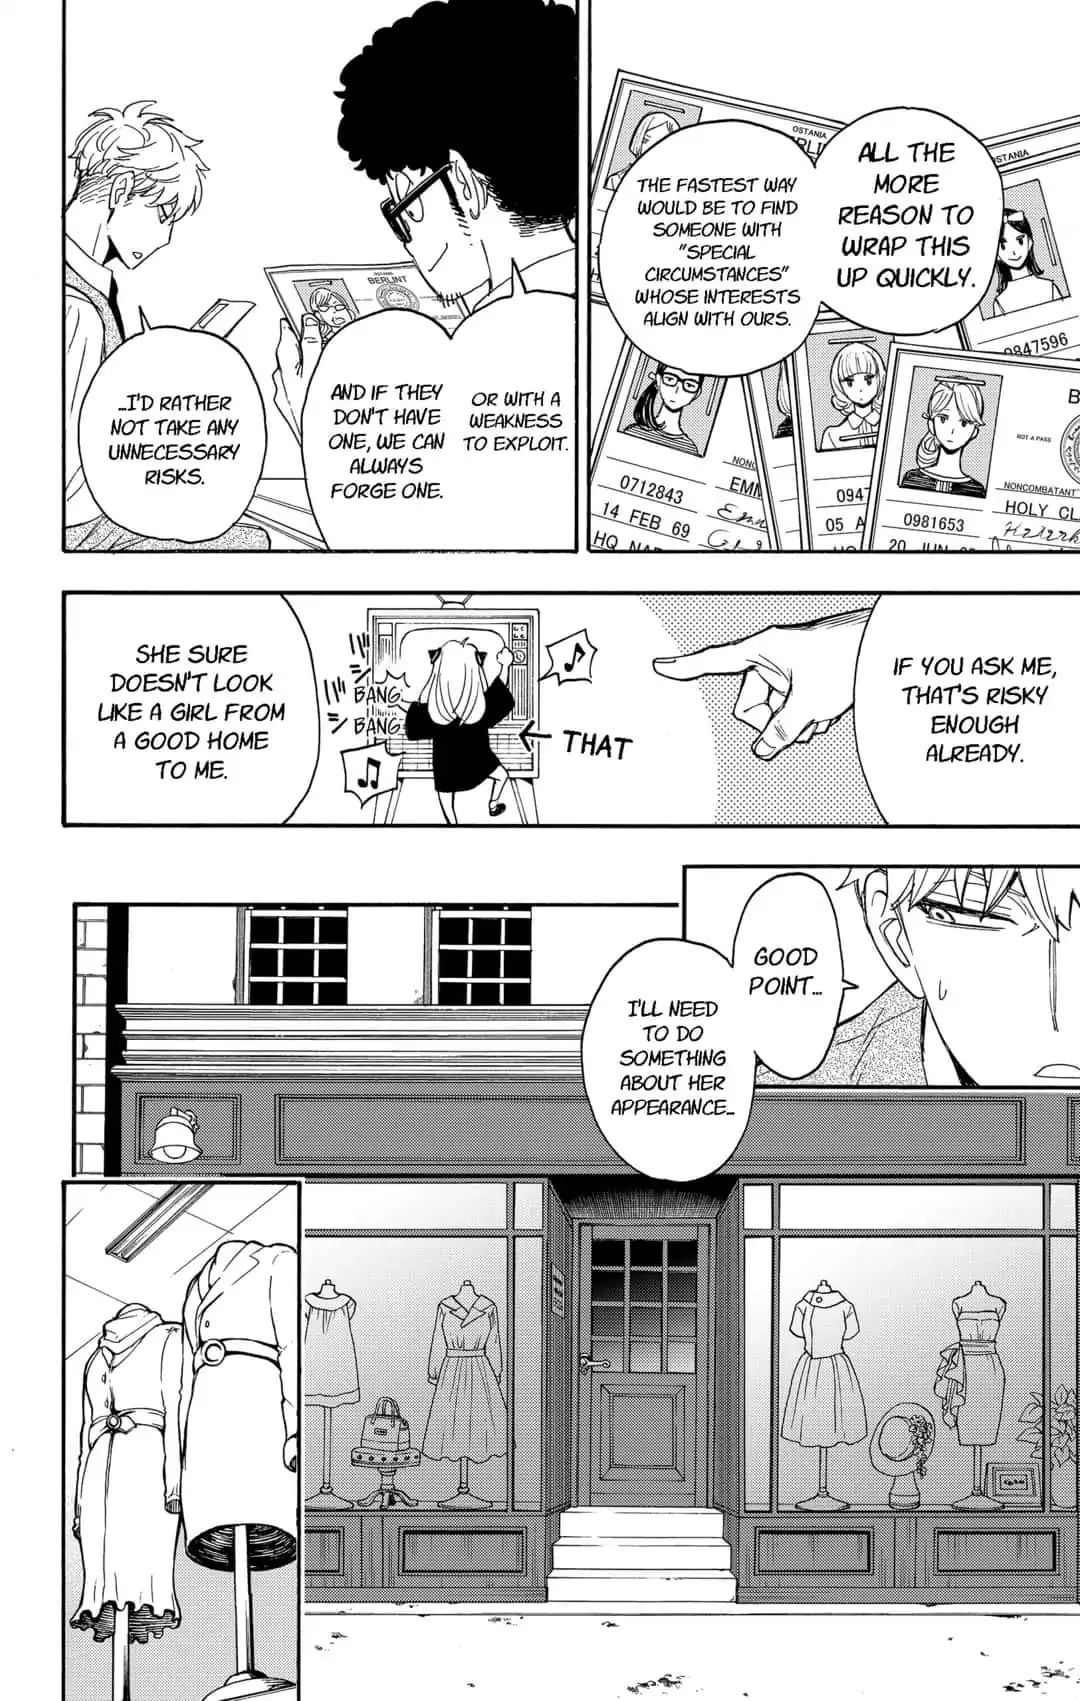 ALL THE
MORE
REASON TO
WRAP THIS
UP QUICKLY.
THE FASTEST WAY
WOULD BE TO FIND
SOMEONE WITH
"SPECIAL
CIRCUMSTANCES"
WHOSE INTERESTS
ALIGN WITH OURS.
OSTANIA
OSTANIA
0847596
NOT A PASS
NONCOMBATANT
0712843
14 FEB 69
0981653
HOLY
OR WITH A
WEAKNESS
TO EXPLOIT.
AND IF THEY
DON'T HAVE
ONE, WE CAN
ALWAYS
FORGE ONE.
OSTANIA
BERLINT
...I'D RATHER
NOT TAKE ANY
UNNECESSARY
RISKS.
IF YOU ASK ME,
THAT'S RISKY
ENOUGH
ALREADY.
THAT
BANG
BANG
SHE SURE
DOESN'T LOOK
LIKE A GIRL FROM
A GOOD HOME
TO ME.
GOOD
POINT...
I'LL NEED
TO DO
SOMETHING
ABOUT HER
APPEARANCE...